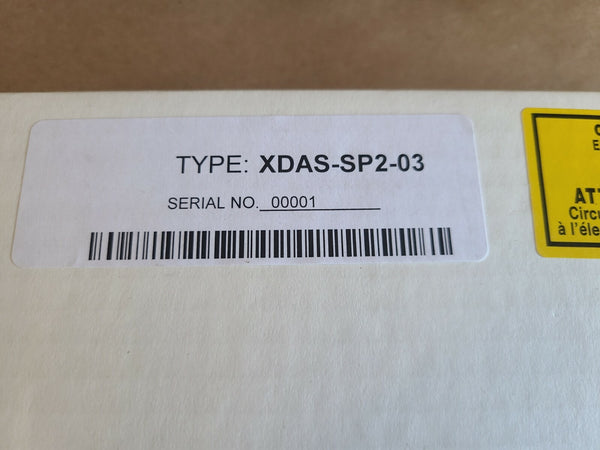 TYPE: XDAS-SP2-03
SERIAL NO. 00001
ATT
Circu
à l'éle